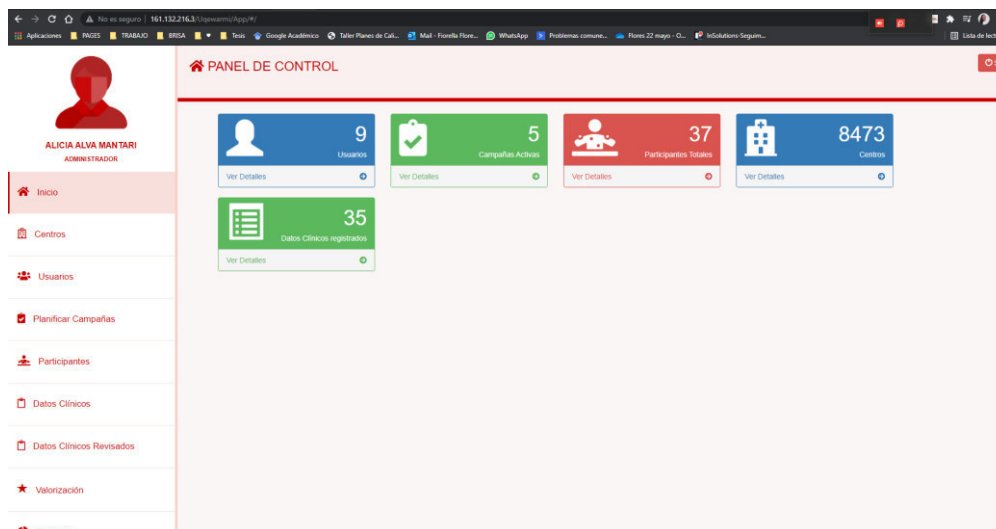 No es seguro | 161.132.216.3/Uqewarmi/App/#/
Aplicaciones PAGES TRABAJO BRISA Tesis Google Académico Taller Planes de Cali... Mail - Fiorella Flore... WhatsApp Problemas comune... Flores 22 mayo - O... InSolutions-Seguim... Lista de lect
PANEL DE CONTROL
ALICIA ALVA MANTARI
ADMINISTRADOR
Inicio
Centros
Usuarios
Planificar Campañas
Participantes
Datos Clínicos
Datos Clínicos Revisados
Valorización
9
Usuarios
Ver Detalles
5
Campañas Activas
Ver Detalles
37
Participantes Totales
Ver Detalles
8473
Centros
Ver Detalles
35
Datos Clínicos registrados
Ver Detalles